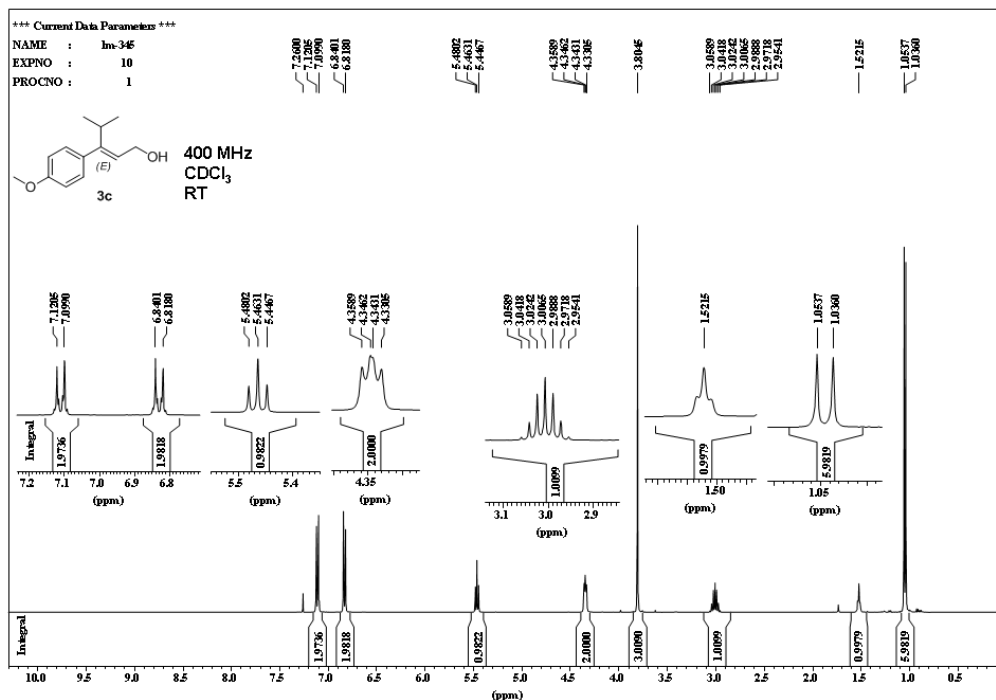 *** Current Data Parameters ***
NAME : lm-345
EXPNO : 10
PROCNO : 1
7.2600
7.1205
7.0990
6.8401
6.8180
5.4802
5.4631
5.4467
4.3589
4.3462
4.3431
4.3305
3.8045
3.0589
3.0418
3.0242
3.0065
2.9888
2.9718
2.9541
1.5215
1.0537
1.0360
OH
(E)
O
3c
400 MHz
CDCl3
RT
7.1205
7.0990
6.8401
6.8180
5.4802
5.4631
5.4467
4.3589
4.3462
4.3431
4.3305
3.0589
3.0418
3.0242
3.0065
2.9888
2.9718
2.9541
1.5215
1.0537
1.0360
Integral
1.9736
1.9818
0.9822
2.0000
1.0099
0.9979
5.9819
7.2 7.1 7.0 6.9 6.8
(ppm)
5.5 5.4
(ppm)
4.35
(ppm)
3.1 3.0 2.9
(ppm)
1.50
(ppm)
1.05
(ppm)
Integral
1.9736
1.9818
0.9822
2.0000
3.0090
1.0099
0.9979
5.9819
10.0 9.5 9.0 8.5 8.0 7.5 7.0 6.5 6.0 5.5 5.0 4.5 4.0 3.5 3.0 2.5 2.0 1.5 1.0 0.5
(ppm)